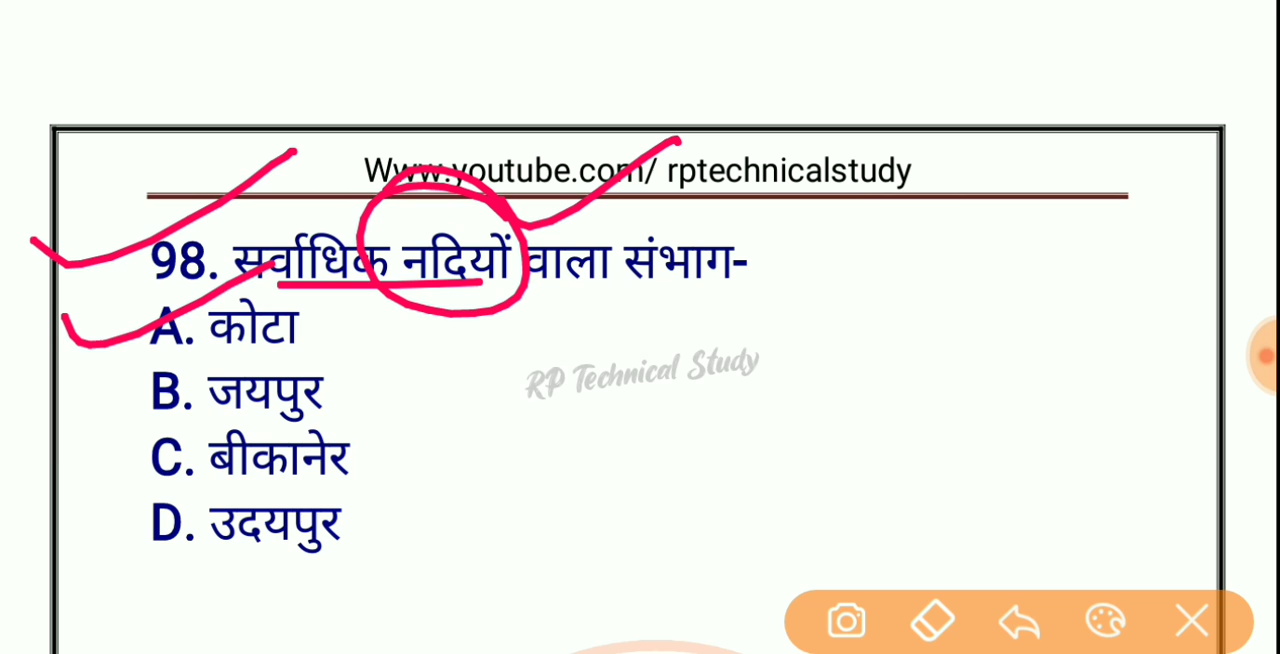 Www.youtube.com/ rptechnicalstudy
98. सर्वाधिक नदियों वाला संभाग-
A. कोटा
B. जयपुर
RP Technical Study
C. बीकानेर
D. उदयपुर